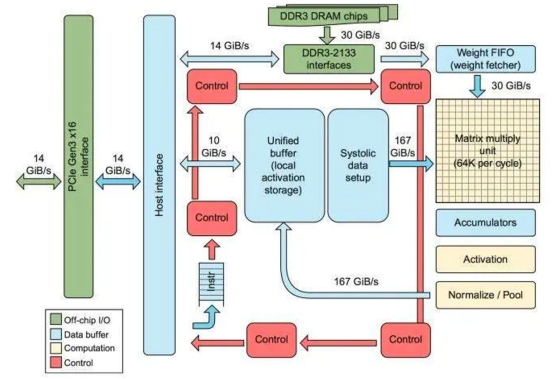 DDR3 DRAM chips
30 GiB/s
14 GiB/s
DDR3-2133
interfaces
30 GiB/s
Weight FIFO
(weight fetcher)
30 GiB/s
Control
Control
PCIe Gen3 x16
interface
14
GiB/s
14
GiB/s
Host interface
10
GiB/s
Unified
buffer
(local
activation
storage)
Systolic
data
setup
167
GiB/s
Matrix multiply
unit
(64K per cycle)
Control
Accumulators
Activation
Instr
167 GiB/s
Normalize / Pool
Off-chip I/O
Data buffer
Computation
Control
Control
Control